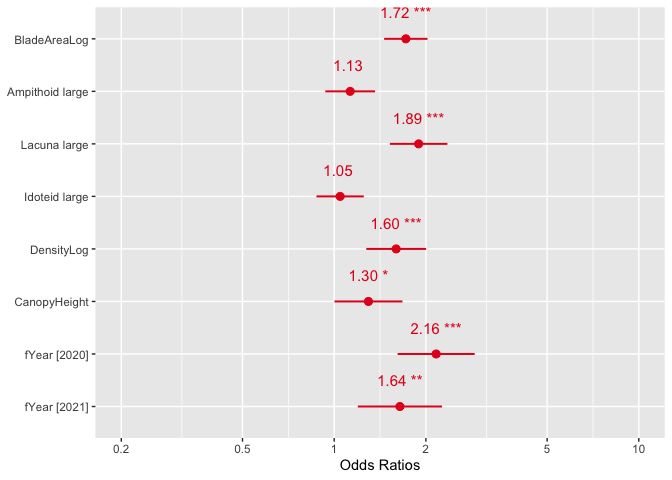 1.72 ***
BladeAreaLog
1.13
Ampithoid large
1.89 ***
Lacuna large
1.05
Idoteid large
1.60 ***
DensityLog
1.30 *
CanopyHeight
2.16 ***
fYear [2020]
1.64 **
fYear [2021]
0.2 0.5 1 2 5 10
Odds Ratios